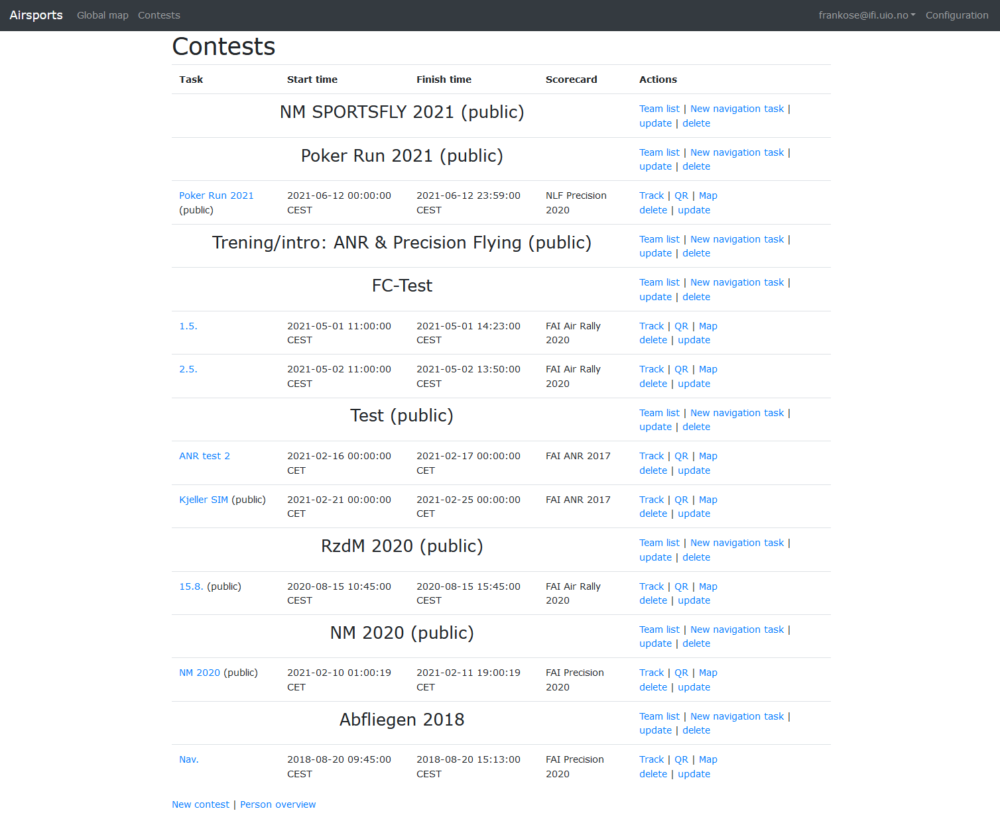 Airsports Global map Contests frankose@ifi.uio.no Configuration
Contests
Task Start time Finish time Scorecard Actions
NM SPORTSFLY 2021 (public) Team list | New navigation task |
update | delete
Poker Run 2021 (public) Team list | New navigation task |
update | delete
Poker Run 2021 2021-06-12 00:00:00 2021-06-12 23:59:00 NLF Precision Track | QR | Map
(public) CEST CEST 2020 delete | update
Trening/intro: ANR & Precision Flying (public) Team list | New navigation task |
update | delete
FC-Test Team list | New navigation task |
update | delete
1.5. 2021-05-01 11:00:00 2021-05-01 14:23:00 FAI Air Rally Track | QR | Map
CEST CEST 2020 delete | update
2.5. 2021-05-02 11:00:00 2021-05-02 13:50:00 FAI Air Rally Track | QR | Map
CEST CEST 2020 delete | update
Test (public) Team list | New navigation task |
update | delete
ANR test 2 2021-02-16 00:00:00 2021-02-17 00:00:00 FAI ANR 2017 Track | QR | Map
CET CET delete | update
Kjeller SIM (public) 2021-02-21 00:00:00 2021-02-25 00:00:00 FAI ANR 2017 Track | QR | Map
CET CET delete | update
RzdM 2020 (public) Team list | New navigation task |
update | delete
15.8. (public) 2020-08-15 10:45:00 2020-08-15 15:45:00 FAI Air Rally Track | QR | Map
CEST CEST 2020 delete | update
NM 2020 (public) Team list | New navigation task |
update | delete
NM 2020 (public) 2021-02-10 01:00:19 2021-02-11 19:00:19 FAI Precision Track | QR | Map
CET CET 2020 delete | update
Abfliegen 2018 Team list | New navigation task |
update | delete
Nav. 2018-08-20 09:45:00 2018-08-20 15:13:00 FAI Precision Track | QR | Map
CEST CEST 2020 delete | update
New contest | Person overview